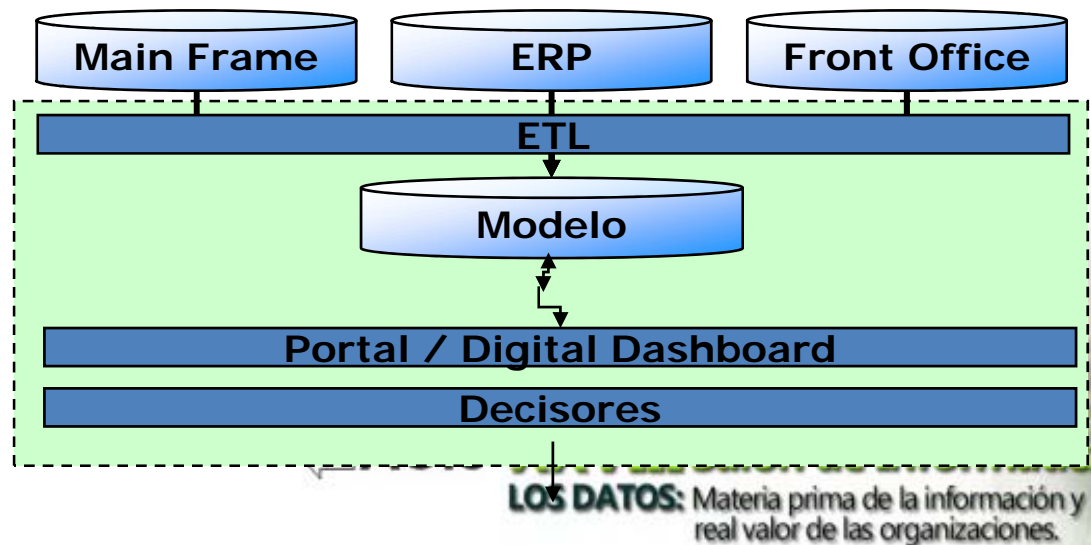 Main Frame
ERP
Front Office
ETL
Modelo
Portal / Digital Dashboard
Decisores
LOS DATOS: Materia prima de la información y
real valor de las organizaciones.